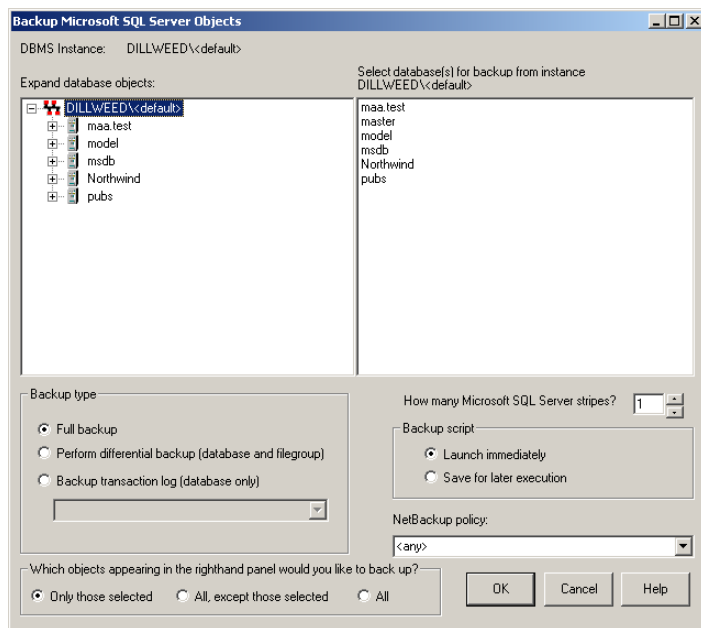 Backup Microsoft SQL Server Objects
DBMS Instance: DILLWEED\<default>
Expand database objects:
Select database(s) for backup from instance
DILLWEED\<default>
DILLWEED\<default>
maa.test
model
msdb
Northwind
pubs
maa.test
master
model
msdb
Northwind
pubs
Backup type
Full backup
Perform differential backup (database and filegroup)
Backup transaction log (database only)
How many Microsoft SQL Server stripes? 1
Backup script
Launch immediately
Save for later execution
NetBackup policy:
<any>
Which objects appearing in the righthand panel would you like to back up?
Only those selected All, except those selected All
OK Cancel Help